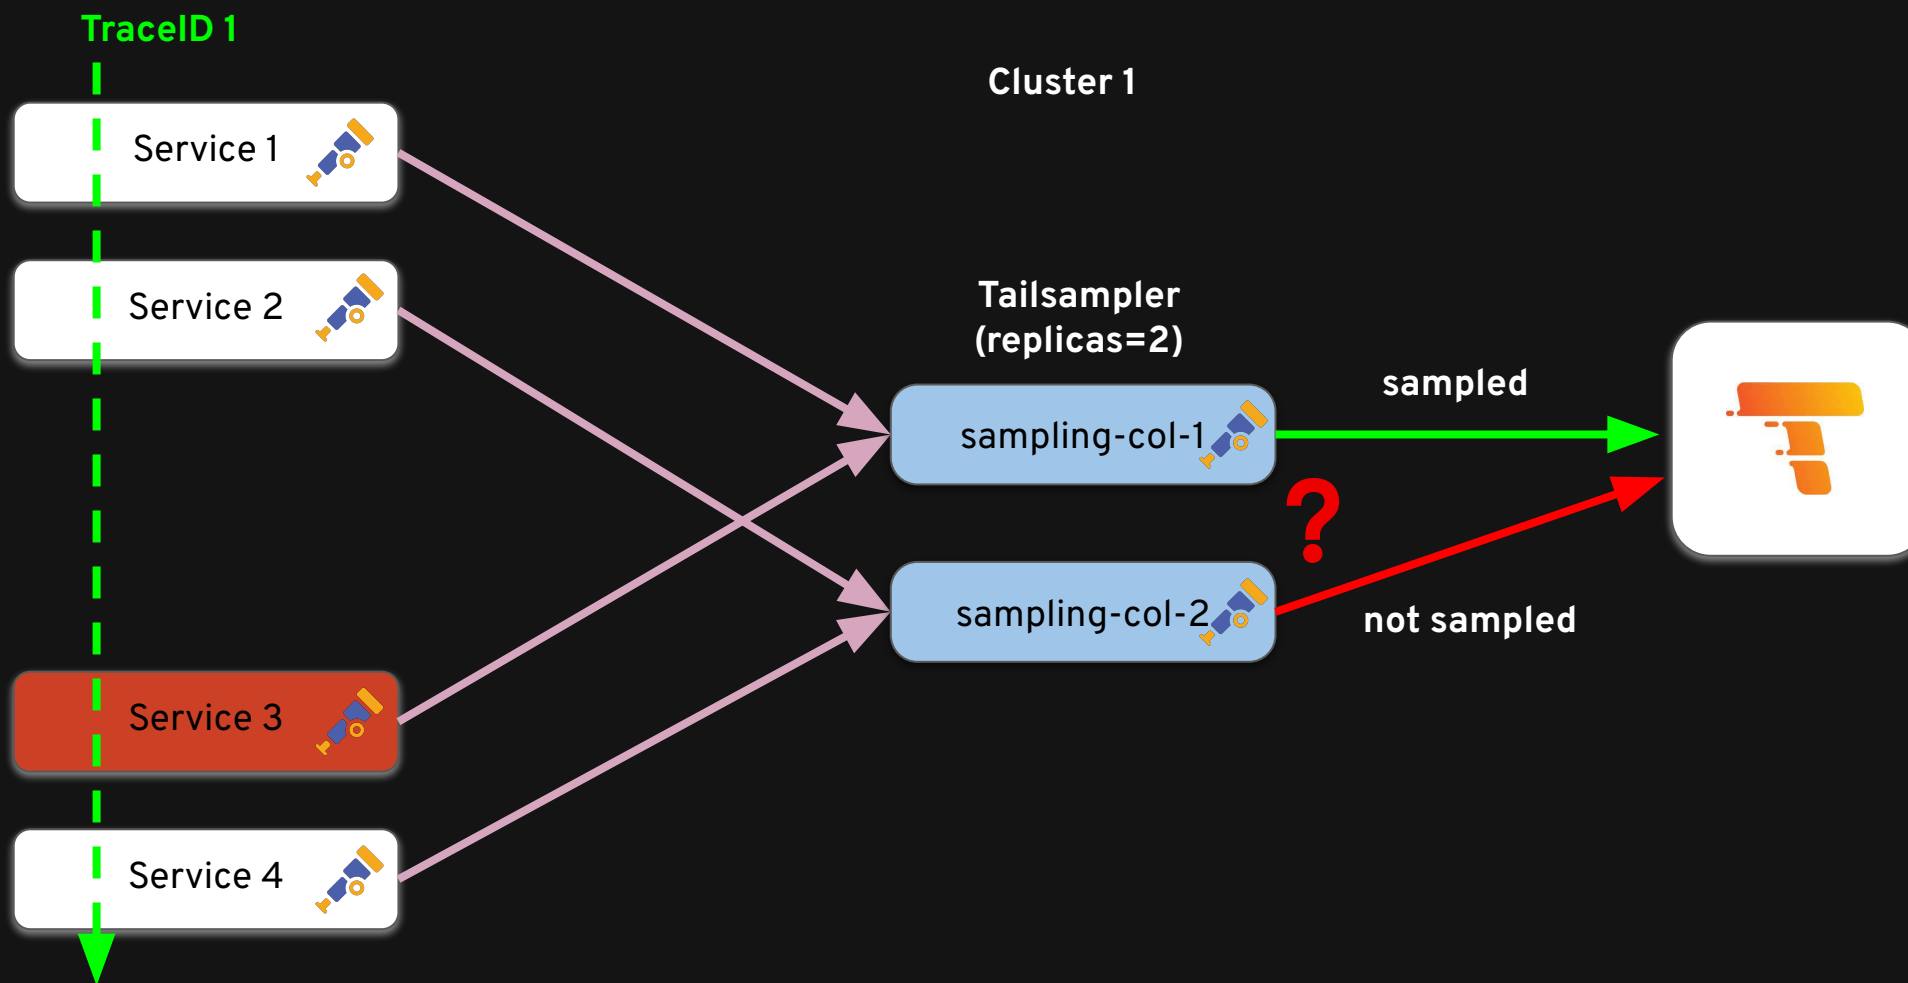 TraceID 1
Cluster 1
Service 1
Service 2
Tailsampler
(replicas=2)
sampled
sampling-col-1
?
sampling-col-2
not sampled
Service 3
Service 4